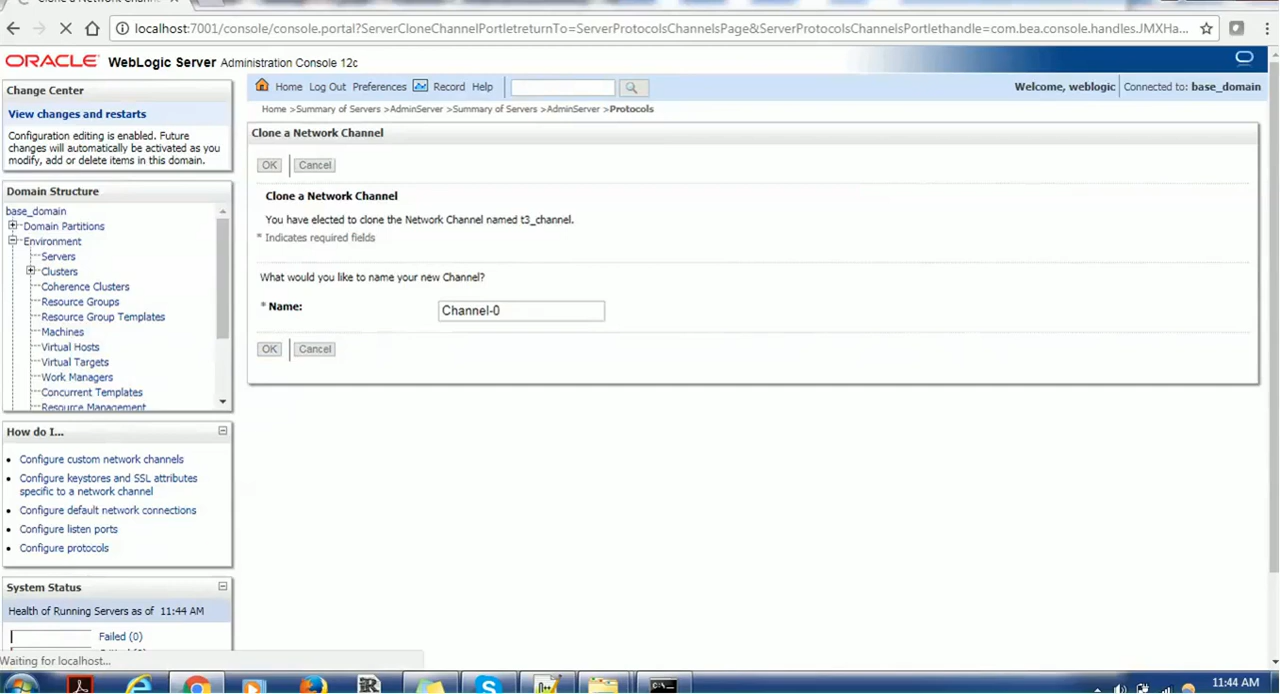 Clone a Network Chann
localhost:7001/console/console.portal?ServerCloneChannelPortletreturnTo=ServerProtocolsChannelsPage&ServerProtocolsChannelsPortlethandle=com.bea.console.handles.JMXHa...
ORACLE WebLogic Server Administration Console 12c
Change Center
View changes and restarts
Configuration editing is enabled. Future
changes will automatically be activated as you
modify, add or delete items in this domain.
Domain Structure
base_domain
Domain Partitions
Environment
Servers
Clusters
Coherence Clusters
Resource Groups
Resource Group Templates
Machines
Virtual Hosts
Virtual Targets
Work Managers
Concurrent Templates
Resource Management
How do I...
Configure custom network channels
Configure keystores and SSL attributes
specific to a network channel
Configure default network connections
Configure listen ports
Configure protocols
System Status
Health of Running Servers as of 11:44 AM
Failed (0)
Waiting for localhost...
Home Log Out Preferences Record Help
Welcome, weblogic Connected to: base_domain
Home >Summary of Servers >AdminServer >Summary of Servers >AdminServer >Protocols
Clone a Network Channel
OK Cancel
Clone a Network Channel
You have elected to clone the Network Channel named t3_channel.
* Indicates required fields
What would you like to name your new Channel?
* Name: Channel-0
OK Cancel
11:44 AM